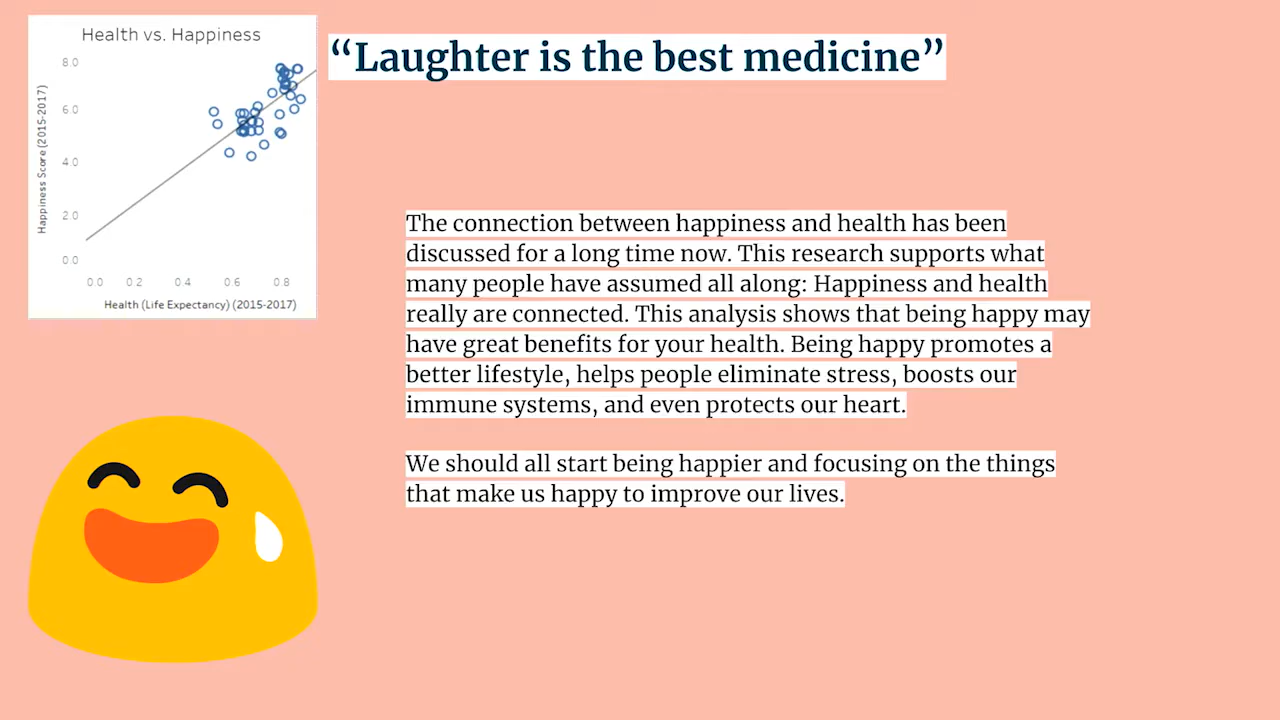 Health vs. Happiness
8.0
6.0
4.0
2.0
0.0
Happiness Score (2015-2017)
0.0 0.2 0.4 0.6 0.8
Health (Life Expectancy) (2015-2017)
“Laughter is the best medicine”
The connection between happiness and health has been
discussed for a long time now. This research supports what
many people have assumed all along: Happiness and health
really are connected. This analysis shows that being happy may
have great benefits for your health. Being happy promotes a
better lifestyle, helps people eliminate stress, boosts our
immune systems, and even protects our heart.
We should all start being happier and focusing on the things
that make us happy to improve our lives.